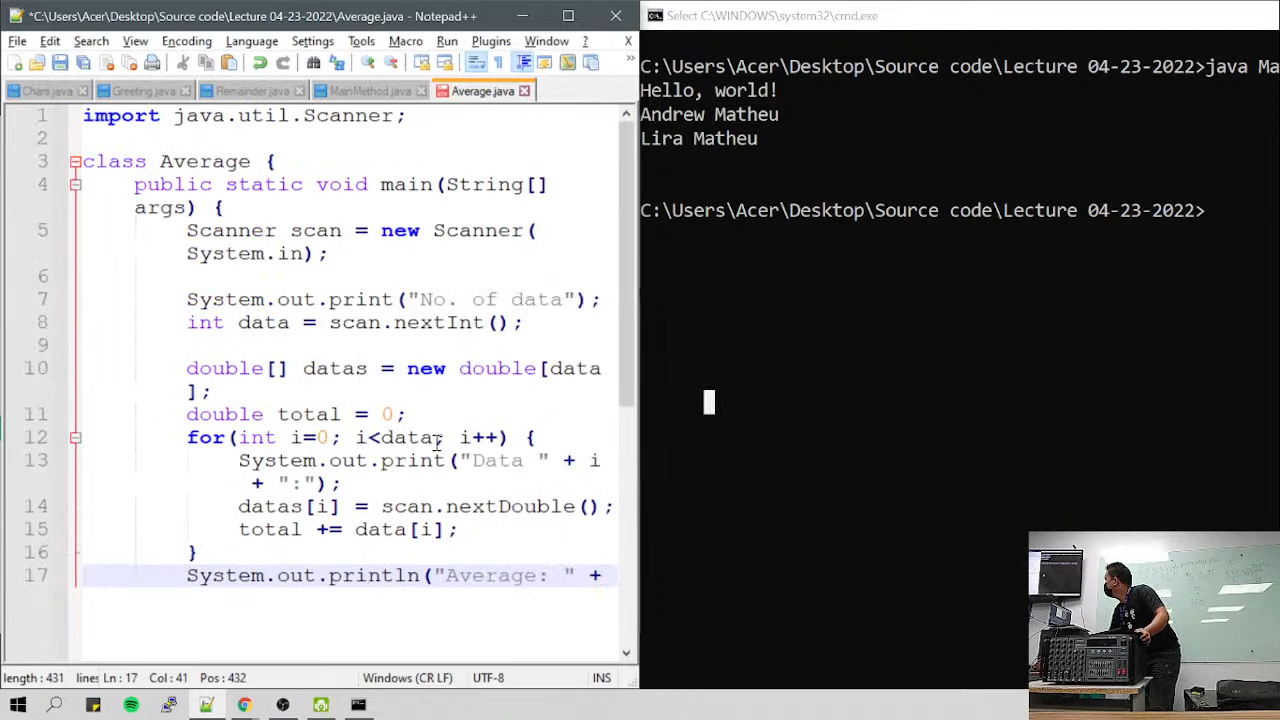 *C:\Users\Acer\Desktop\Source code\Lecture 04-23-2022\Average.java - Notepad++
File Edit Search View Encoding Language Settings Tools Macro Run Plugins Window ? X
Chars.java Greeting.java Remainder.java MainMethod.java Average.java
1 import java.util.Scanner;
2
3 class Average {
4 public static void main(String[]
args) {
5 Scanner scan = new Scanner(
System.in);
6
7 System.out.print("No. of data");
8 int data = scan.nextInt();
9
10 double[] datas = new double[data
];
11 double total = 0;
12 for(int i=0; i<data; i++) {
13 System.out.print("Data " + i
+ ":");
14 datas[i] = scan.nextDouble();
15 total += data[i];
16 }
17 System.out.println("Average: " +
length: 431 lines Ln: 17 Col: 41 Pos: 432 Windows (CR LF) UTF-8 INS
Select C:\WINDOWS\system32\cmd.exe
C:\Users\Acer\Desktop\Source code\Lecture 04-23-2022>java Ma
Hello, world!
Andrew Matheu
Lira Matheu
C:\Users\Acer\Desktop\Source code\Lecture 04-23-2022>